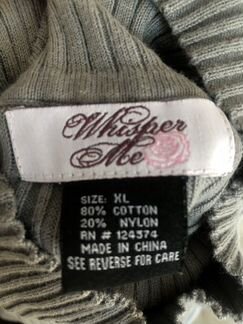 Whisper
Me
SIZE: XL
80% COTTON
20% NYLON
RN # 124374
MADE IN CHINA
SEE REVERSE FOR CARE